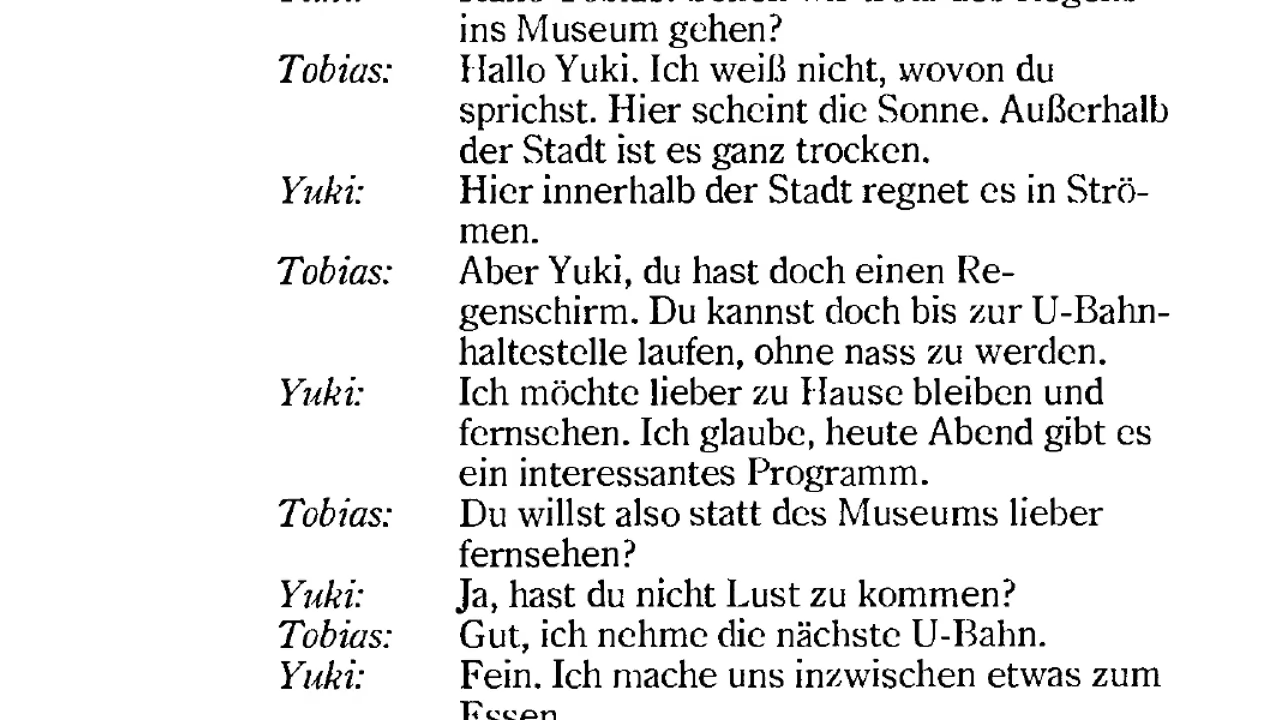 ins Museum gehen?
Tobias: Hallo Yuki. Ich weiß nicht, wovon du
sprichst. Hier scheint die Sonne. Außerhalb
der Stadt ist es ganz trocken.
Yuki: Hier innerhalb der Stadt regnet es in Strö-
men.
Tobias: Aber Yuki, du hast doch einen Re-
genschirm. Du kannst doch bis zur U-Bahn-
haltestelle laufen, ohne nass zu werden.
Yuki: Ich möchte lieber zu Hause bleiben und
fernsehen. Ich glaube, heute Abend gibt es
ein interessantes Programm.
Tobias: Du willst also statt des Museums lieber
fernsehen?
Yuki: Ja, hast du nicht Lust zu kommen?
Tobias: Gut, ich nehme die nächste U-Bahn.
Yuki: Fein. Ich mache uns inzwischen etwas zum
Essen